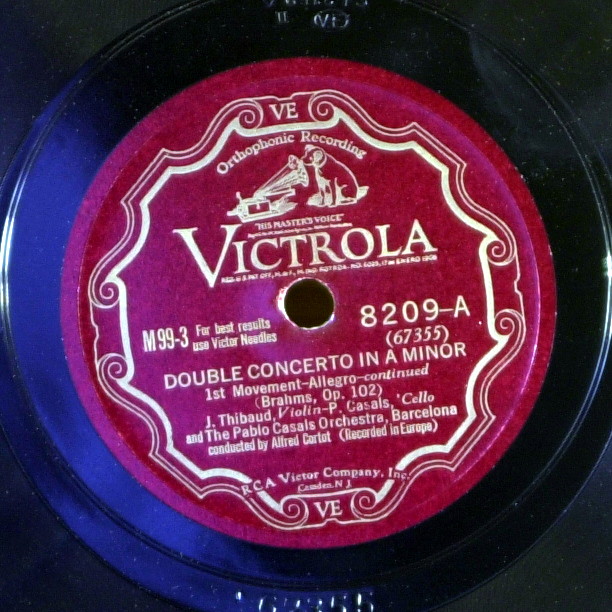 VE
Orthophonic Recording
"HIS MASTER'S VOICE"
VICTROLA
8209-A
(67355)
M99-3
For best results
use Victor Needles
DOUBLE CONCERTO IN A MINOR
1st Movement-Allegro-continued
(Brahms, Op. 102)
J. Thibaud, Violin-P. Casals, 'Cello
and The Pablo Casals Orchestra, Barcelona
conducted by Alfred Cortot (Recorded in Europe)
RCA Victor Company, Inc.
Camden, N. J.
VE